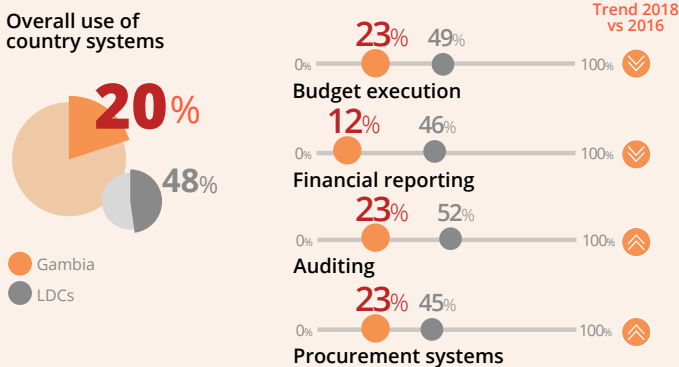 Overall use of
country systems
20%
48%
Gambia
LDCs
Trend 2018
vs 2016
23% 49%
0% 100%
Budget execution
12% 46%
0% 100%
Financial reporting
23% 52%
0% 100%
Auditing
23% 45%
0% 100%
Procurement systems